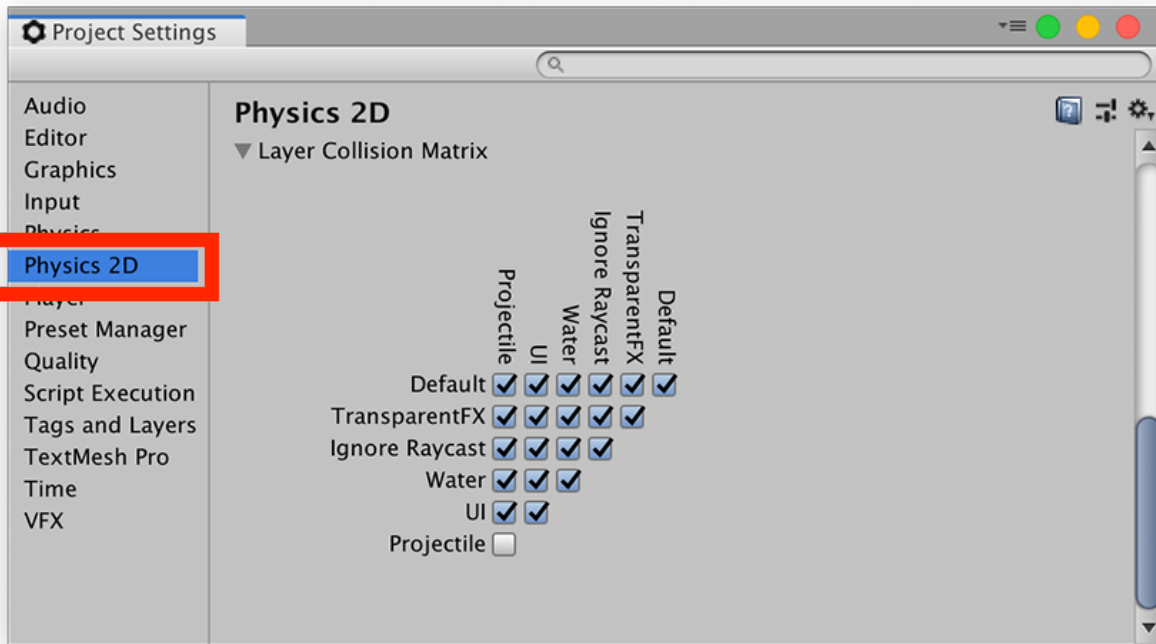 Project Settings
Audio
Editor
Graphics
Input
Physics
Physics 2D
Player
Preset Manager
Quality
Script Execution
Tags and Layers
TextMesh Pro
Time
VFX
Physics 2D
Layer Collision Matrix
Projectile
UI
Water
Ignore Raycast
TransparentFX
Default
Default
TransparentFX
Ignore Raycast
Water
UI
Projectile